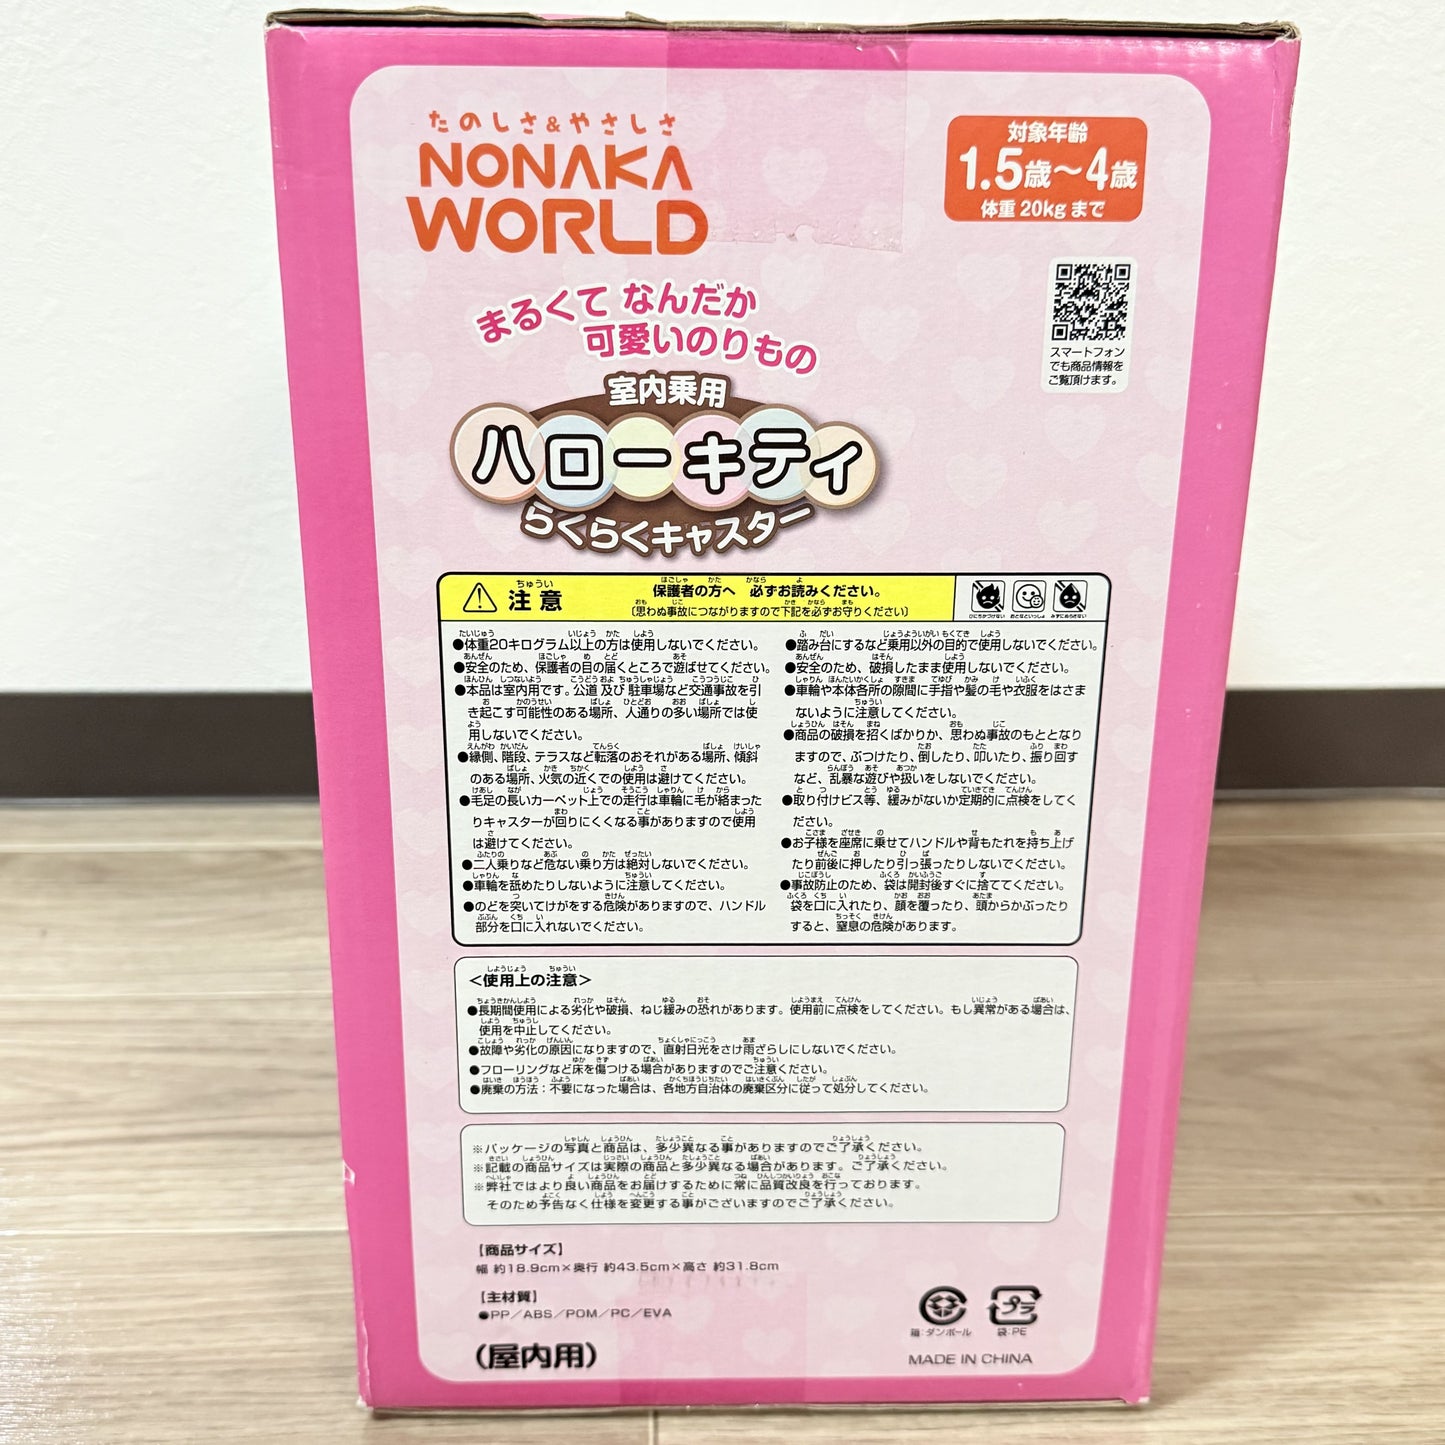 たのしさ&やさしさ
NONAKA
WORLD
対象年齢
1.5歳～4歳
体重 20kg まで
スマートフォン
でも商品情報を
ご覧頂けます。
まるくて なんだか
可愛いのりもの
室内乗用
ハローキティ
らくらくキャスター
注意
保護者の方へ 必ずお読みください。
〔思わぬ事故につながりますので下記を必ずお守りください〕
ひにちかづけない おとなといっしょ みずにぬらさない
●体重20キログラム以上の方は使用しないでください。
●安全のため、保護者の目の届くところで遊ばせてください。
●本品は室内用です。公道 及び 駐車場など交通事故を引
き起こす可能性のある場所、人通りの多い場所では使
用しないでください。
●縁側、階段、テラスなど転落のおそれがある場所、傾斜
のある場所、火気の近くでの使用は避けてください。
●毛足の長いカーペット上での走行は車輪に毛が絡まった
りキャスターが回りにくくなる事がありますので使用
は避けてください。
●二人乗りなど危ない乗り方は絶対しないでください。
●車輪を舐めたりしないように注意してください。
●のどを突いてけがをする危険がありますので、ハンドル
部分を口に入れないでください。
●踏み台にするなど乗用以外の目的で使用しないでください。
●安全のため、破損したまま使用しないでください。
●車輪や本体各所の隙間に手指や髪の毛や衣服をはさま
ないように注意してください。
●商品の破損を招くばかりか、思わぬ事故のもととなり
ますので、ぶつけたり、倒したり、叩いたり、振り回す
など、乱暴な遊びや扱いをしないでください。
●取り付けビス等、緩みがないか定期的に点検をしてく
ださい。
●お子様を座席に乗せてハンドルや背もたれを持ち上げ
たり前後に押したり引っ張ったりしないでください。
●事故防止のため、袋は開封後すぐに捨ててください。
袋を口に入れたり、顔を覆ったり、頭からかぶったり
すると、窒息の危険があります。
＜使用上の注意＞
●長期間使用による劣化や破損、ねじ緩みの恐れがあります。使用前に点検をしてください。もし異常がある場合は、
使用を中止してください。
●故障や劣化の原因になりますので、直射日光をさけ雨ざらしにしないでください。
●フローリングなど床を傷つける場合がありますのでご注意ください。
●廃棄の方法：不要になった場合は、各地方自治体の廃棄区分に従って処分してください。
※パッケージの写真と商品は、多少異なる事がありますのでご了承ください。
※記載の商品サイズは実際の商品と多少異なる場合があります。ご了承ください。
※弊社ではより良い商品をお届けするために常に品質改良を行っております。
そのため予告なく仕様を変更する事がございますのでご了承ください。
【商品サイズ】
幅 約18.9cm×奥行 約43.5cm×高さ 約31.8cm
【主材質】
●PP／ABS／POM／PC／EVA
（屋内用）
箱：ダンボール
プラ
袋：PE
MADE IN CHINA